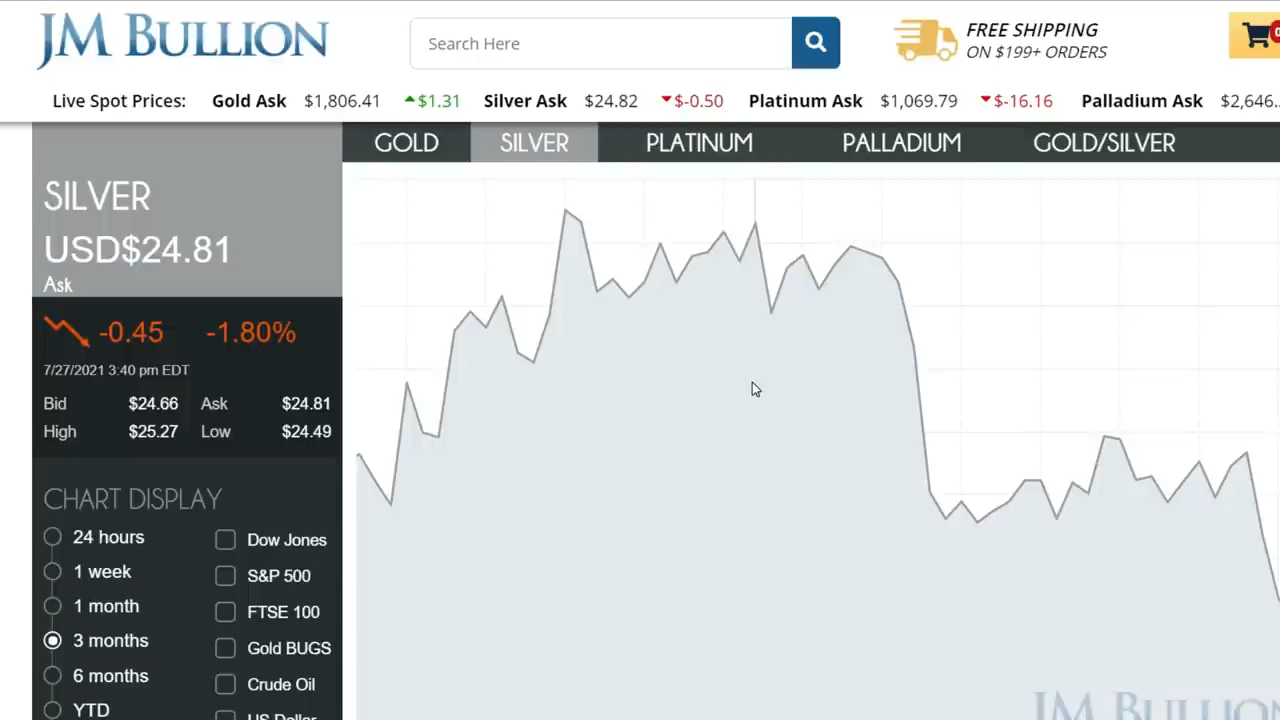 JM BULLION
Search Here
FREE SHIPPING
ON $199+ ORDERS
Live Spot Prices: Gold Ask $1,806.41 $1.31 Silver Ask $24.82 $-0.50 Platinum Ask $1,069.79 $-16.16 Palladium Ask $2,646..
GOLD SILVER PLATINUM PALLADIUM GOLD/SILVER
SILVER
USD$24.81
Ask
-0.45 -1.80%
7/27/2021 3:40 pm EDT
Bid $24.66 Ask $24.81
High $25.27 Low $24.49
CHART DISPLAY
24 hours Dow Jones
1 week S&P 500
1 month FTSE 100
3 months Gold BUGS
6 months Crude Oil
YTD US Dollar
JM BULLION